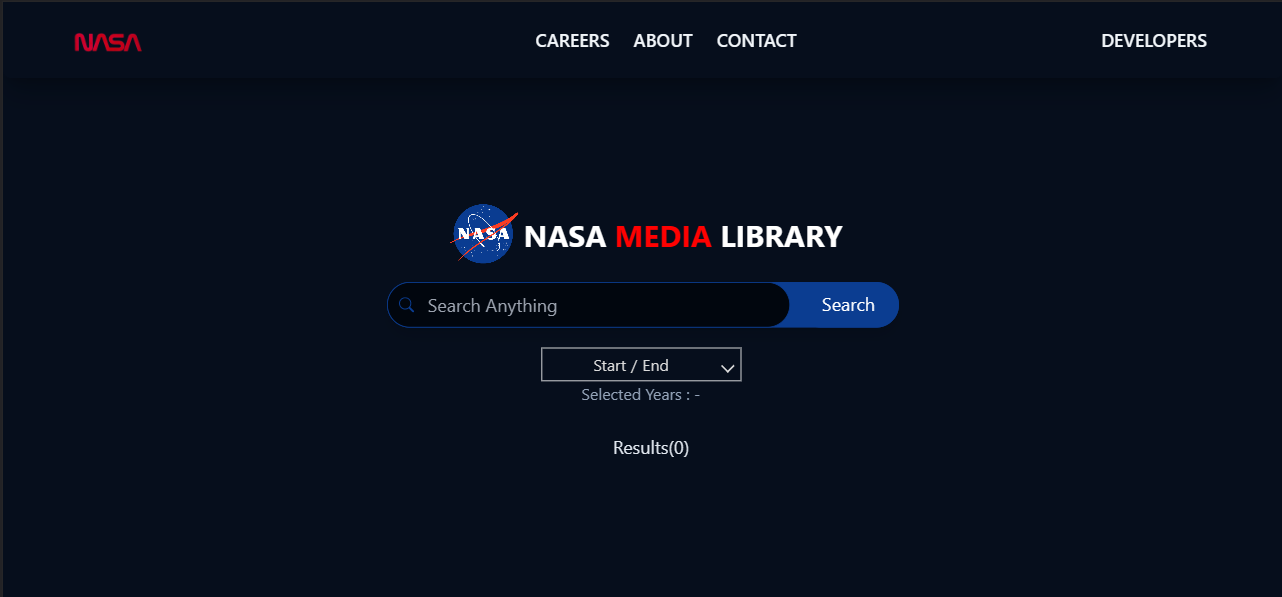 NASA CAREERS ABOUT CONTACT DEVELOPERS
NASA NASA MEDIA LIBRARY
Search Anything Search
Start / End
Selected Years : -
Results(0)